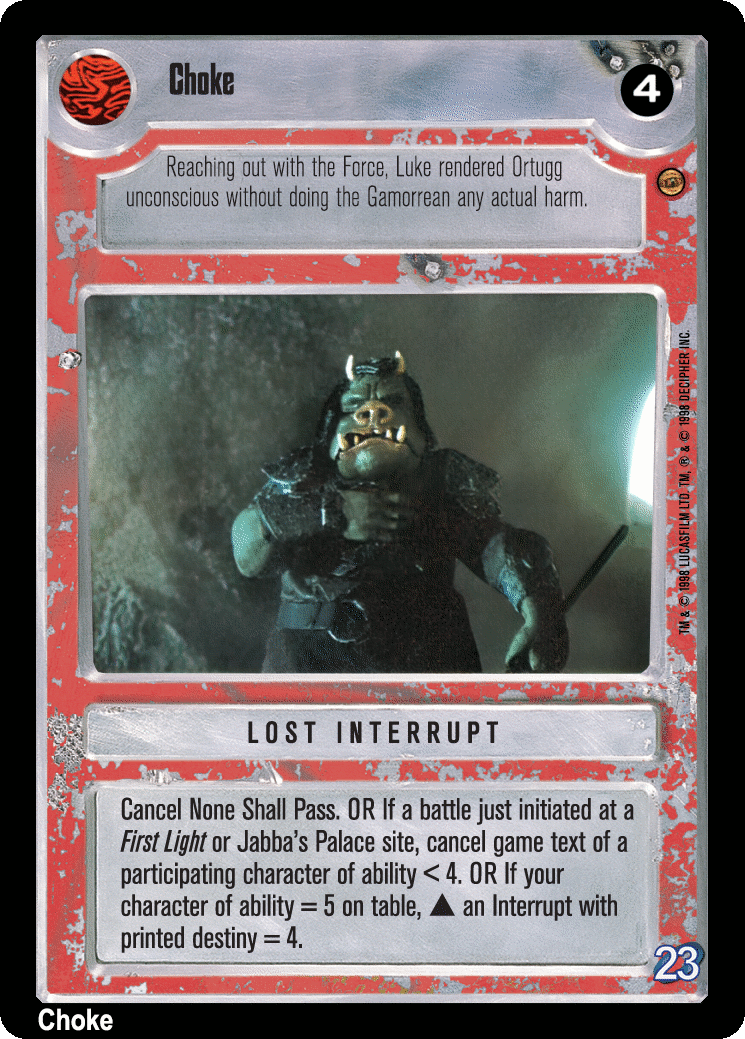 Choke
4
Reaching out with the Force, Luke rendered Ortugg
unconscious without doing the Gamorrean any actual harm.
TM & © 1998 LUCASFILM LTD. TM, ® & © 1998 DECIPHER INC.
LOST INTERRUPT
Cancel None Shall Pass. OR If a battle just initiated at a
First Light or Jabba's Palace site, cancel game text of a
participating character of ability < 4. OR If your
character of ability = 5 on table, ▲ an Interrupt with
printed destiny = 4.
23
Choke